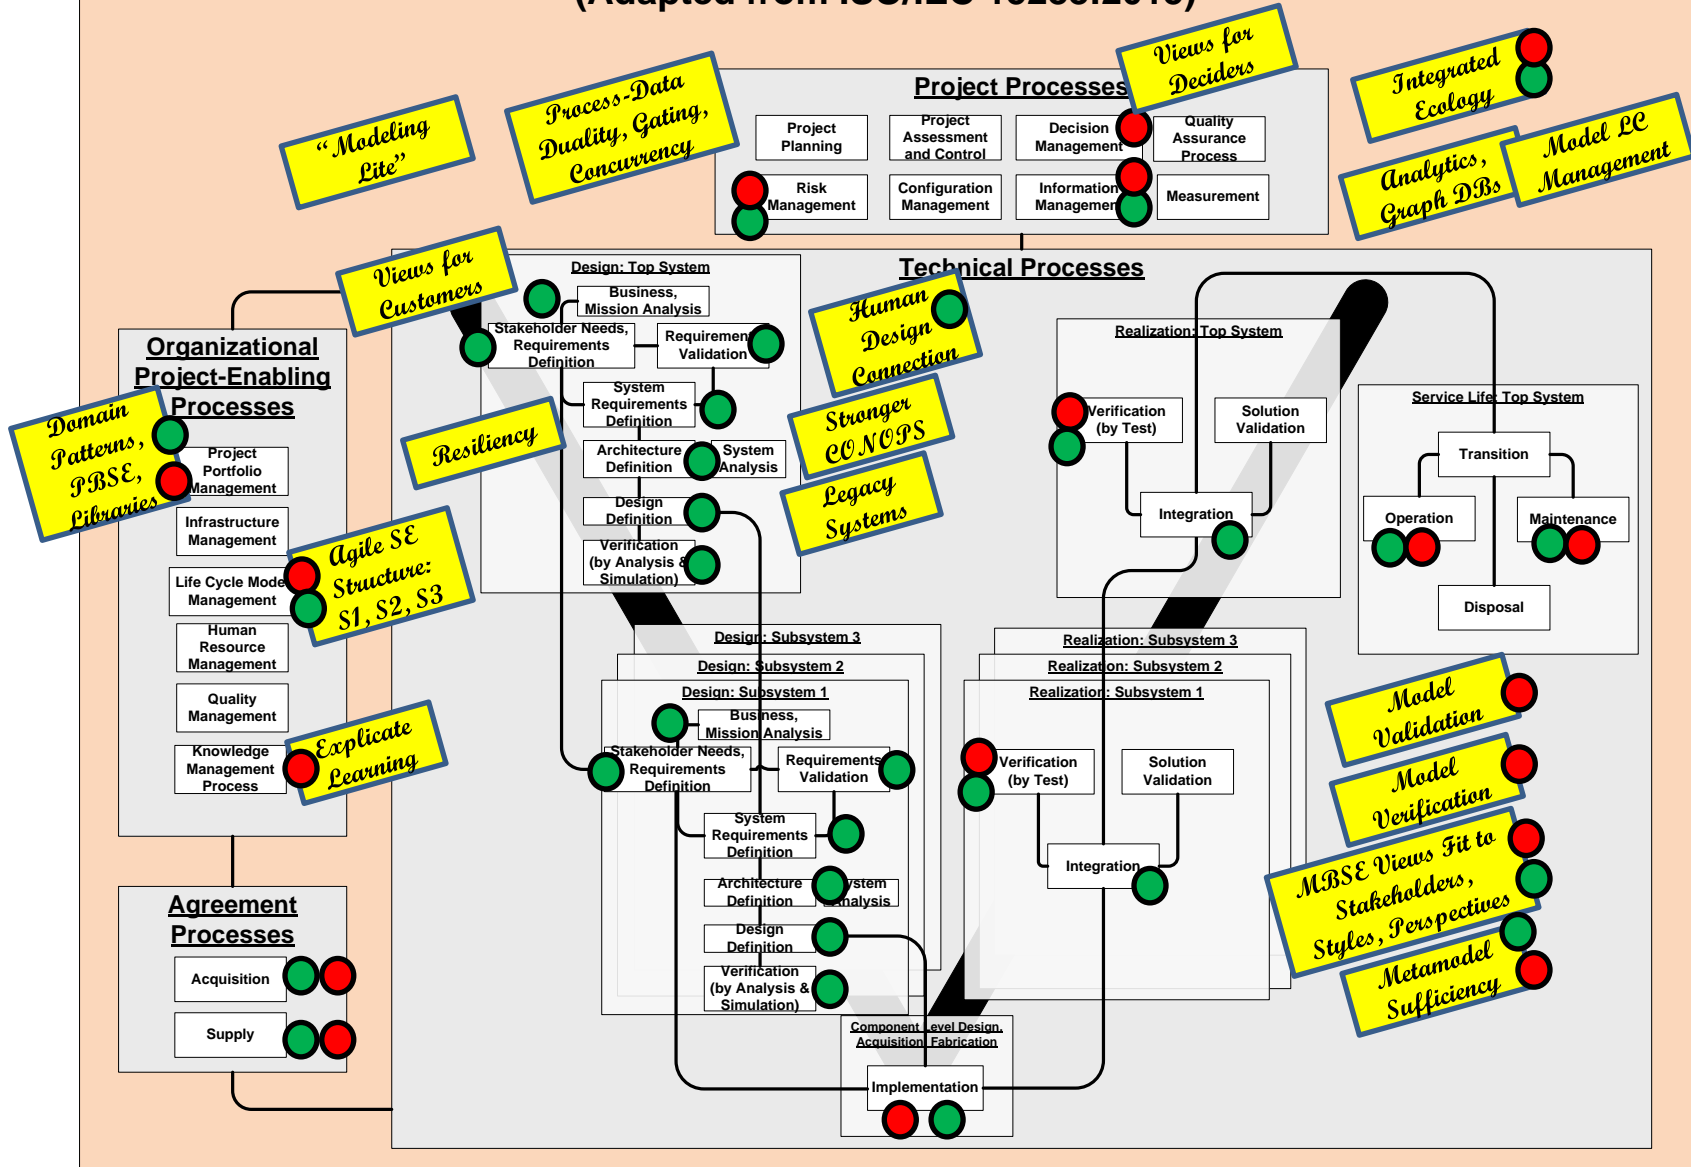 (Adapted from ISO/IEC 15288:2015)
Views for
Deciders
Integrated
Ecology
Process-Data
Duality, Gating,
Concurrency
“Modeling
Lite”
Analytics,
Graph DBs
Model LC
Management
Project Processes
Project
Planning
Project
Assessment
and Control
Decision
Management
Quality
Assurance
Process
Risk
Management
Configuration
Management
Information
Management
Measurement
Technical Processes
Views for
Customers
Design: Top System
Business,
Mission Analysis
Stakeholder Needs,
Requirements
Definition
Requirement
Validation
System
Requirements
Definition
Architecture
Definition
System
Analysis
Design
Definition
Verification
(by Analysis &
Simulation)
Resiliency
Human
Design
Connection
Stronger
CONOPS
Legacy
Systems
Realization: Top System
Verification
(by Test)
Solution
Validation
Integration
Service Life: Top System
Transition
Operation
Maintenance
Disposal
Organizational
Project-Enabling
Processes
Domain
Patterns,
PBSE,
Libraries
Project
Portfolio
Management
Infrastructure
Management
Life Cycle Mode
Management
Human
Resource
Management
Quality
Management
Knowledge
Management
Process
Agile SE
Structure:
S1, S2, S3
Explicate
Learning
Agreement
Processes
Acquisition
Supply
Design: Subsystem 3
Design: Subsystem 2
Design: Subsystem 1
Business,
Mission Analysis
Stakeholder Needs,
Requirements
Definition
Requirements
Validation
System
Requirements
Definition
Architecture
Definition
ystem
Analysis
Design
Definition
Verification
(by Analysis &
Simulation)
Realization: Subsystem 3
Realization: Subsystem 2
Realization: Subsystem 1
Verification
(by Test)
Solution
Validation
Integration
Component Level Design,
Acquisition, Fabrication
Implementation
Model
Validation
Model
Verification
MBSE Views Fit to
Stakeholders,
Styles, Perspectives
Metamodel
Sufficiency